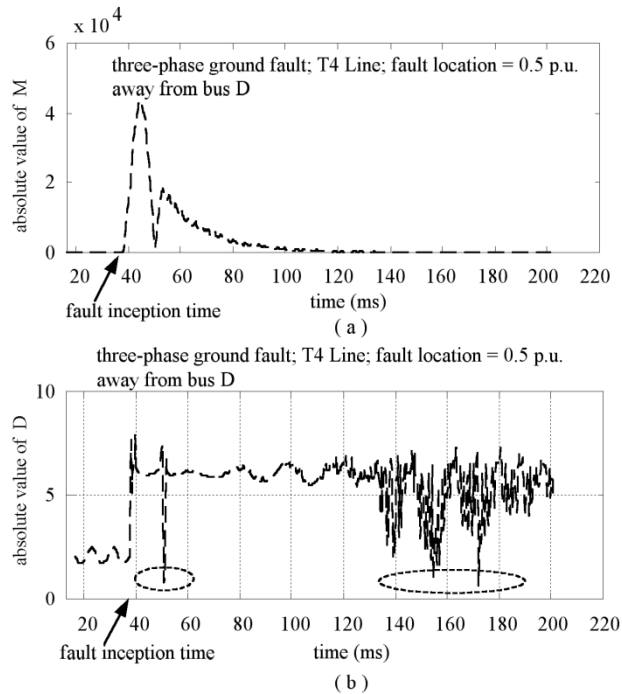 x 10⁴
6
three-phase ground fault; T4 Line; fault location = 0.5 p.u.
away from bus D
4
2
0
absolute value of M
20 40 60 80 100 120 140 160 180 200 220
time (ms)
fault inception time
( a )
three-phase ground fault; T4 Line; fault location = 0.5 p.u.
away from bus D
10
5
0
absolute value of D
20 40 60 80 100 120 140 160 180 200 220
fault inception time
time (ms)
( b )